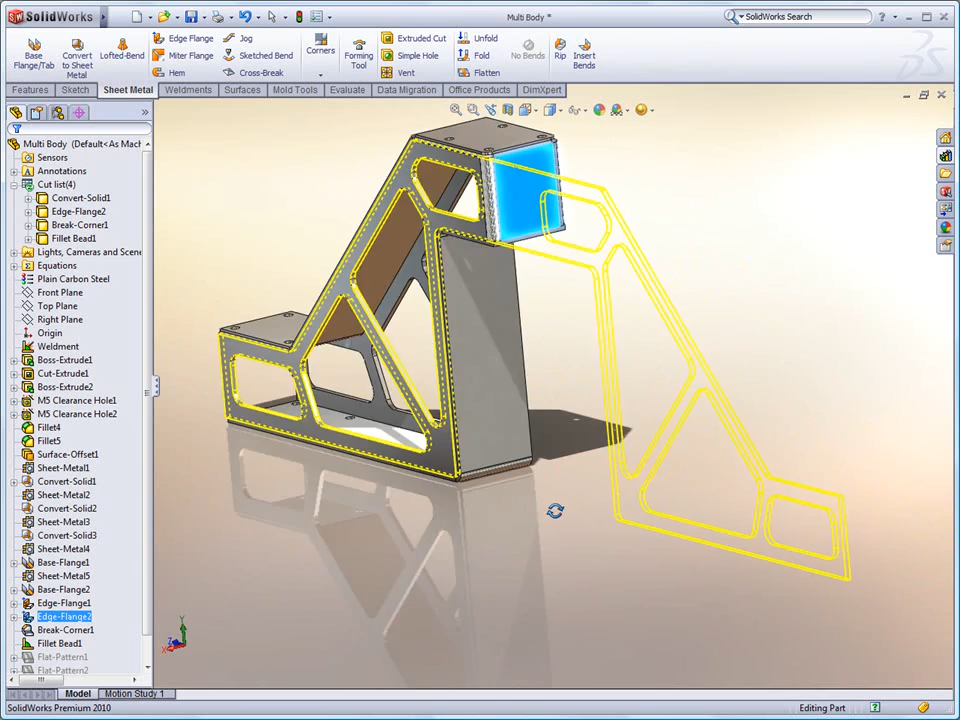 SolidWorks
Multi Body *
SolidWorks Search
Base Flange/Tab
Convert to Sheet Metal
Lofted-Bend
Edge Flange
Miter Flange
Hem
Jog
Sketched Bend
Cross-Break
Corners
Forming Tool
Extruded Cut
Simple Hole
Vent
Unfold
Fold
Flatten
No Bends
Rip
Insert Bends
Features
Sketch
Sheet Metal
Weldments
Surfaces
Mold Tools
Evaluate
Data Migration
Office Products
DimXpert
Multi Body (Default<As Mach
Sensors
Annotations
Cut list(4)
Convert-Solid1
Edge-Flange2
Break-Corner1
Fillet Bead1
Lights, Cameras and Scene
Equations
Plain Carbon Steel
Front Plane
Top Plane
Right Plane
Origin
Weldment
Boss-Extrude1
Cut-Extrude1
Boss-Extrude2
M5 Clearance Hole1
M5 Clearance Hole2
Fillet4
Fillet5
Surface-Offset1
Sheet-Metal1
Convert-Solid1
Sheet-Metal2
Convert-Solid2
Sheet-Metal3
Convert-Solid3
Sheet-Metal4
Base-Flange1
Sheet-Metal5
Base-Flange2
Edge-Flange1
Edge-Flange2
Break-Corner1
Fillet Bead1
Flat-Pattern1
Flat-Pattern2
Y
X
Z
Model
Motion Study 1
SolidWorks Premium 2010
Editing Part